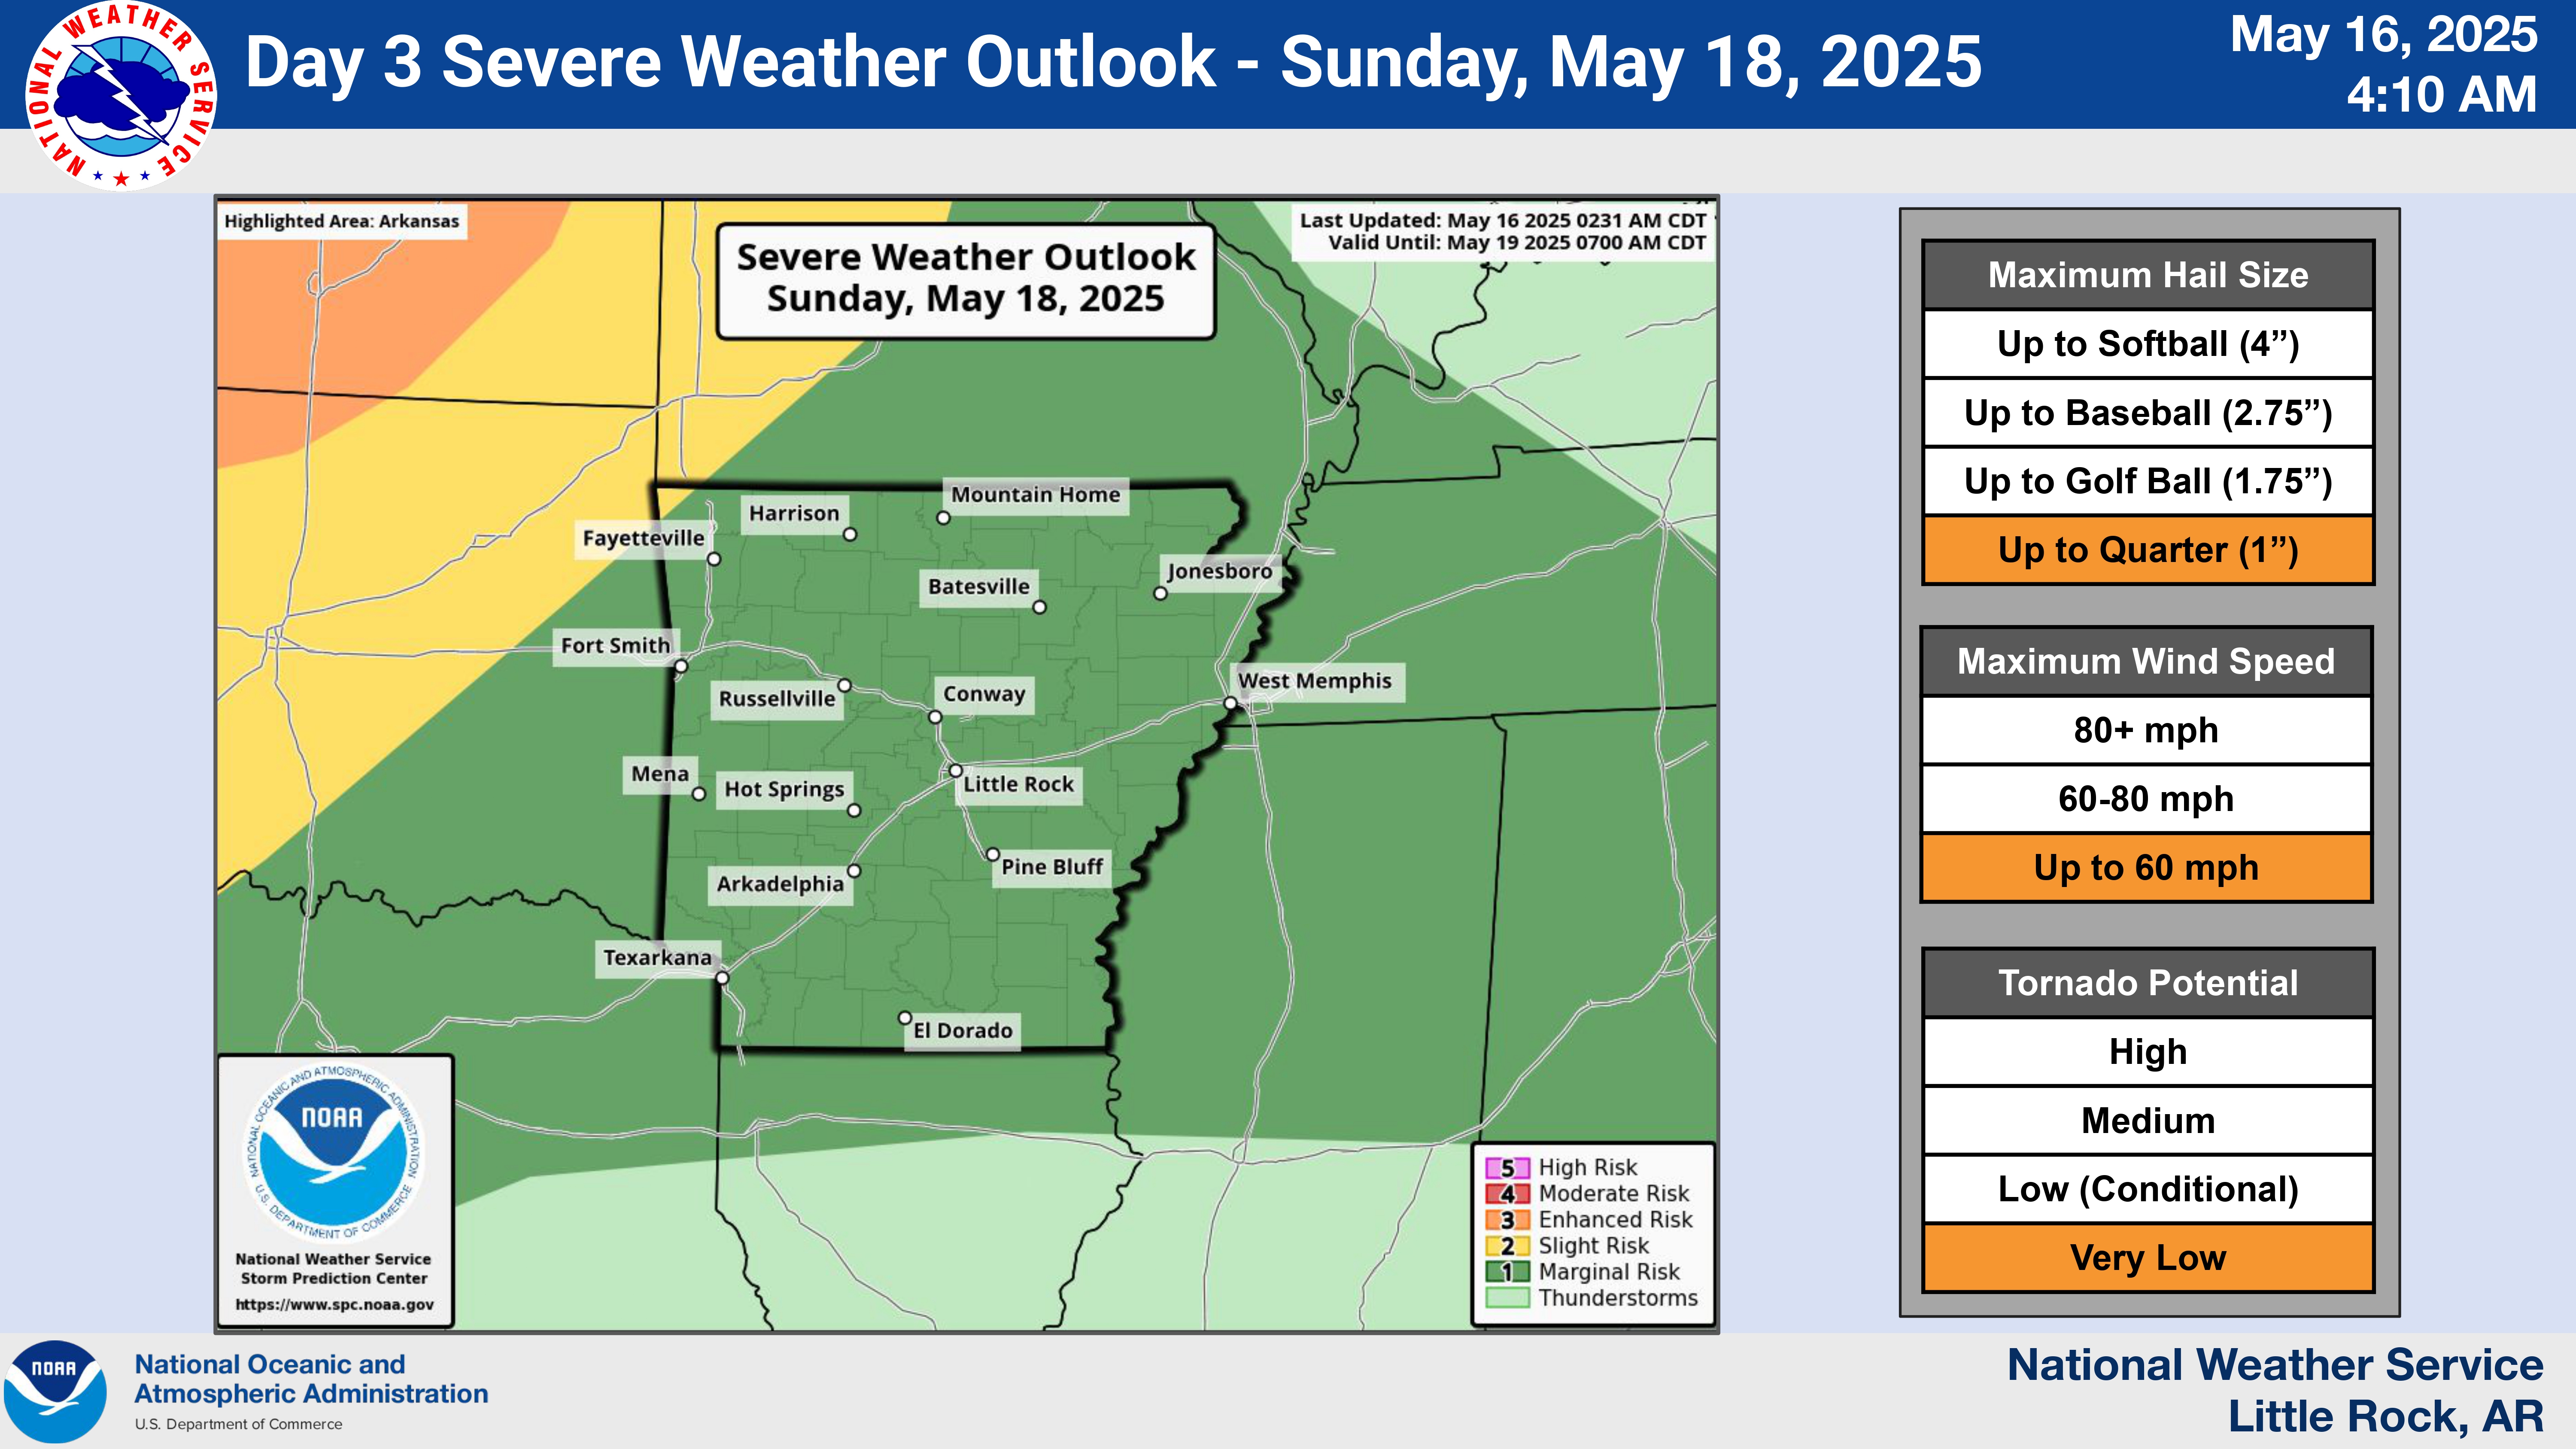 NATIONAL WEATHER SERVICE
Day 3 Severe Weather Outlook - Sunday, May 18, 2025
May 16, 2025
4:10 AM
Highlighted Area: Arkansas
Severe Weather Outlook
Sunday, May 18, 2025
Last Updated: May 16 2025 0231 AM CDT
Valid Until: May 19 2025 0700 AM CDT
Mountain Home
Harrison
Fayetteville
Jonesboro
Batesville
Fort Smith
West Memphis
Russellville
Conway
Mena
Hot Springs
Little Rock
Pine Bluff
Arkadelphia
Texarkana
El Dorado
NATIONAL OCEANIC AND ATMOSPHERIC ADMINISTRATION
NOAA
U.S. DEPARTMENT OF COMMERCE
National Weather Service
Storm Prediction Center
https://www.spc.noaa.gov
5 High Risk
4 Moderate Risk
3 Enhanced Risk
2 Slight Risk
1 Marginal Risk
Thunderstorms
Maximum Hail Size
Up to Softball (4”)
Up to Baseball (2.75”)
Up to Golf Ball (1.75”)
Up to Quarter (1”)
Maximum Wind Speed
80+ mph
60-80 mph
Up to 60 mph
Tornado Potential
High
Medium
Low (Conditional)
Very Low
NOAA
National Oceanic and
Atmospheric Administration
U.S. Department of Commerce
National Weather Service
Little Rock, AR